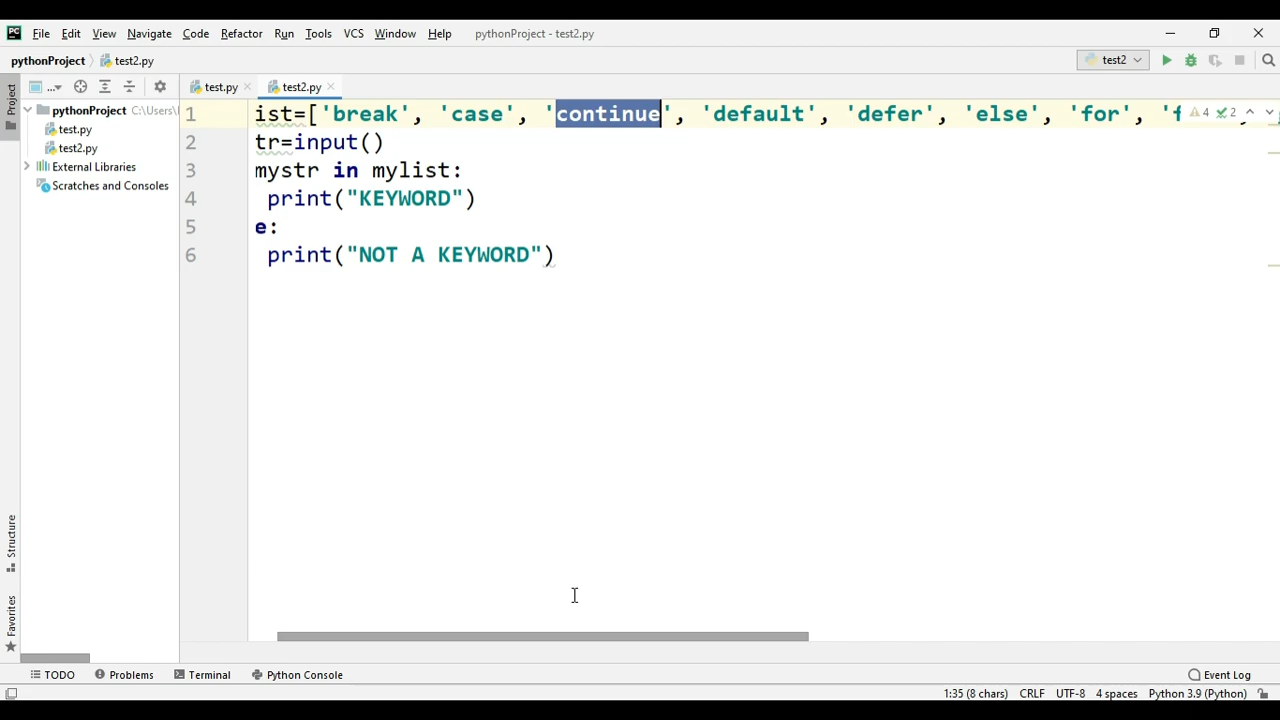 PC File Edit View Navigate Code Refactor Run Tools VCS Window Help pythonProject - test2.py
pythonProject test2.py test2
Project ... test.py test2.py
pythonProject C:\Users\
test.py
test2.py
External Libraries
Scratches and Consoles
1 ist=['break', 'case', 'continue', 'default', 'defer', 'else', 'for', 'f 4 2
2 tr=input()
3 mystr in mylist:
4 print("KEYWORD")
5 e:
6 print("NOT A KEYWORD")
Structure
Favorites
TODO Problems Terminal Python Console Event Log
1:35 (8 chars) CRLF UTF-8 4 spaces Python 3.9 (Python)